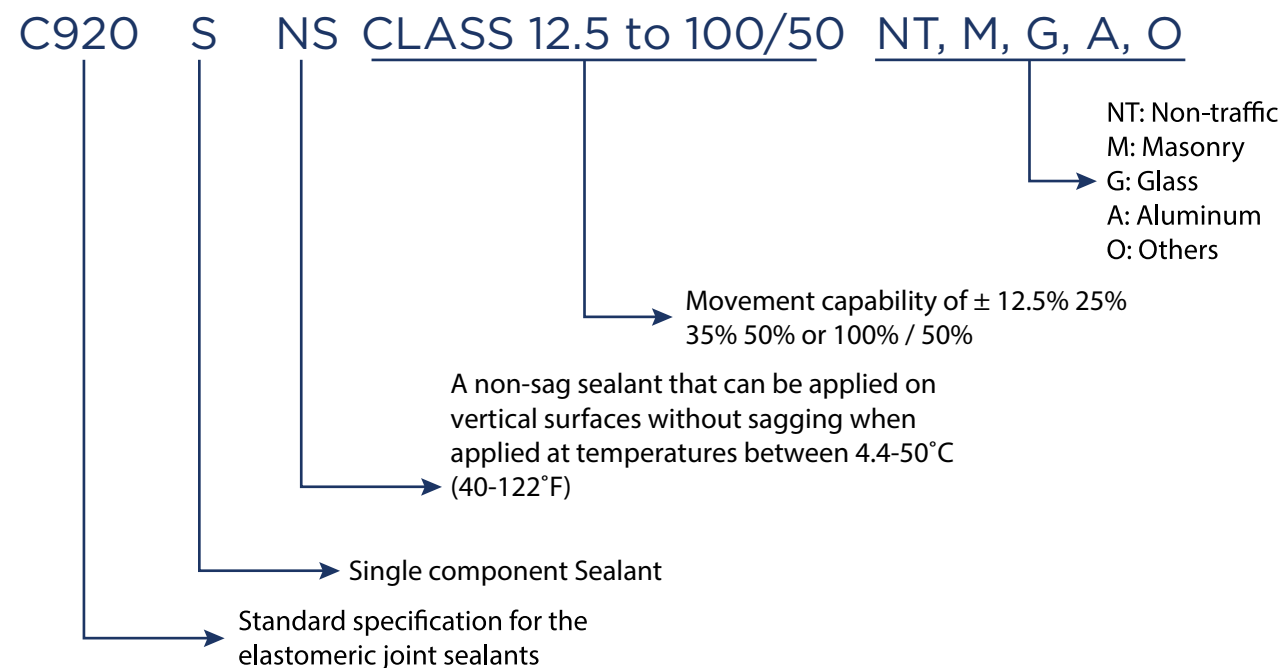 C920 S NS CLASS 12.5 to 100/50 NT, M, G, A, O
NT: Non-traffic
M: Masonry
G: Glass
A: Aluminum
O: Others
Movement capability of ± 12.5% 25%
35% 50% or 100% / 50%
A non-sag sealant that can be applied on
vertical surfaces without sagging when
applied at temperatures between 4.4-50˚C
(40-122˚F)
Single component Sealant
Standard specification for the
elastomeric joint sealants